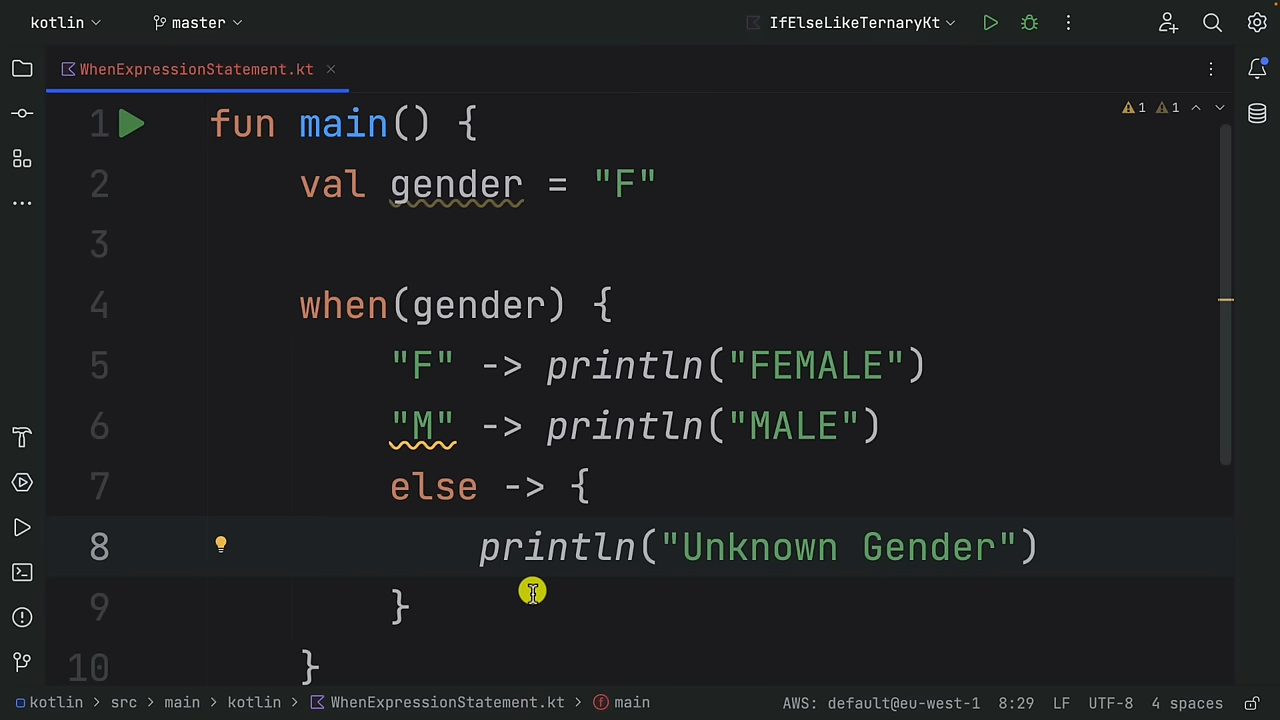 kotlin master IfElseLikeTernaryKt
WhenExpressionStatement.kt
1 fun main() { 1 1
2 val gender = "F"
3
4 when(gender) {
5 "F" -> println("FEMALE")
6 "M" -> println("MALE")
7 else -> {
8 println("Unknown Gender")
9 }
10 }
kotlin > src > main > kotlin > WhenExpressionStatement.kt > main AWS: default@eu-west-1 8:29 LF UTF-8 4 spaces